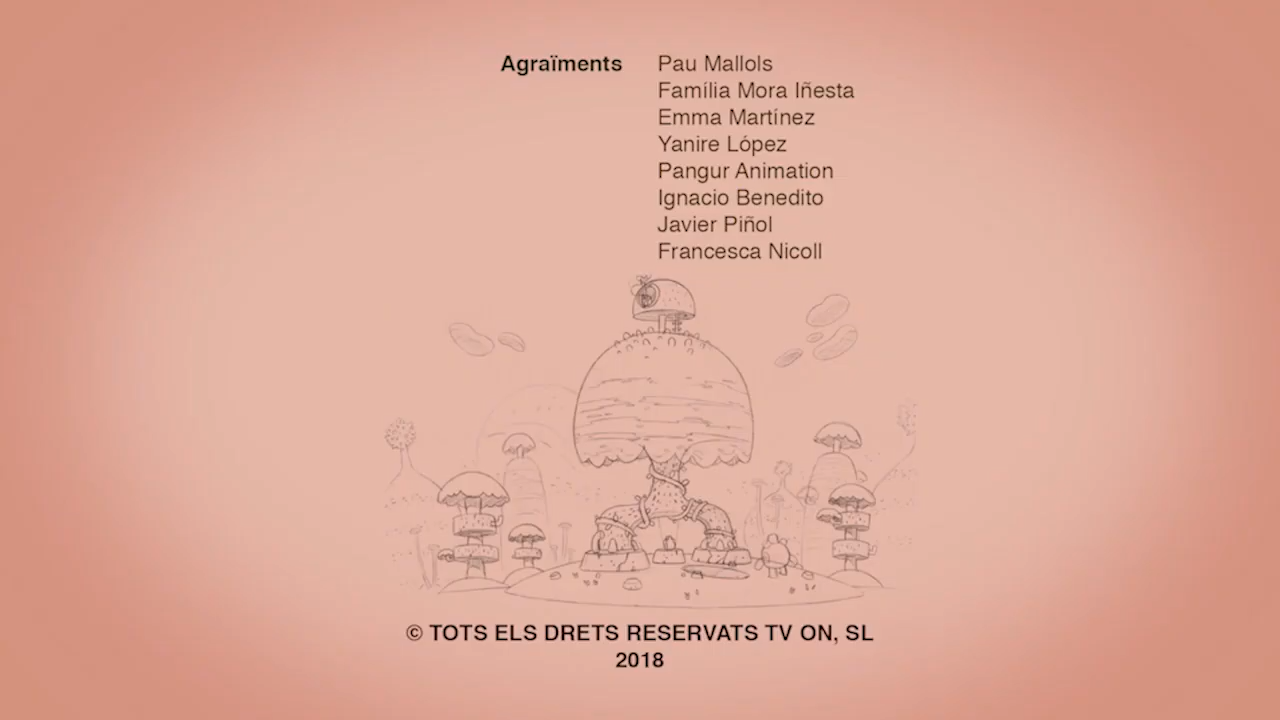 Agraïments Pau Mallols
Família Mora Iñesta
Emma Martínez
Yanire López
Pangur Animation
Ignacio Benedito
Javier Piñol
Francesca Nicoll
© TOTS ELS DRETS RESERVATS TV ON, SL
2018